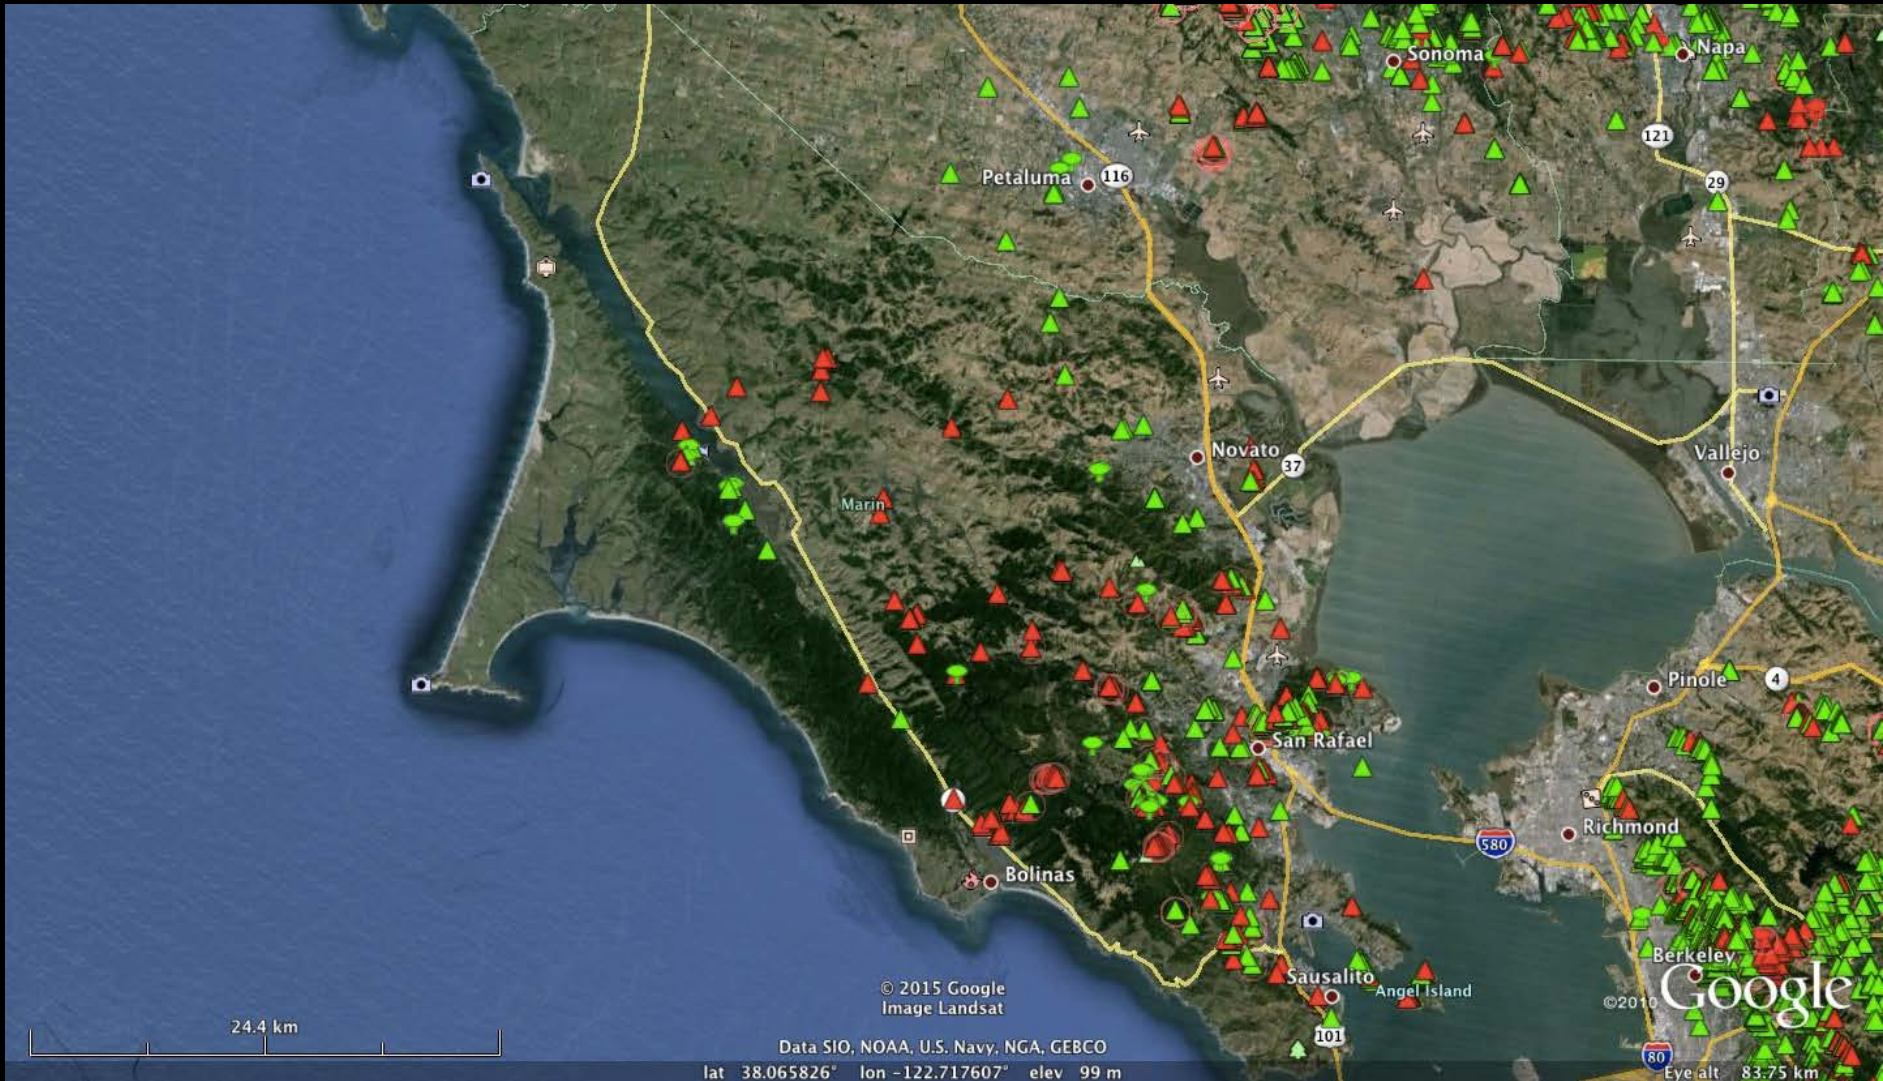 Sonoma
Napa
121
Petaluma
116
29
Novato
37
Vallejo
Marin
Pinole
4
San Rafael
Richmond
580
Bolinas
Berkeley
Sausalito
Angel Island
© 2015 Google
Image Landsat
©2010 Google
24.4 km
101
Data SIO, NOAA, U.S. Navy, NGA, GEBCO
80
lat 38.065826° lon -122.717607° elev 99 m
Eye alt 83.75 km